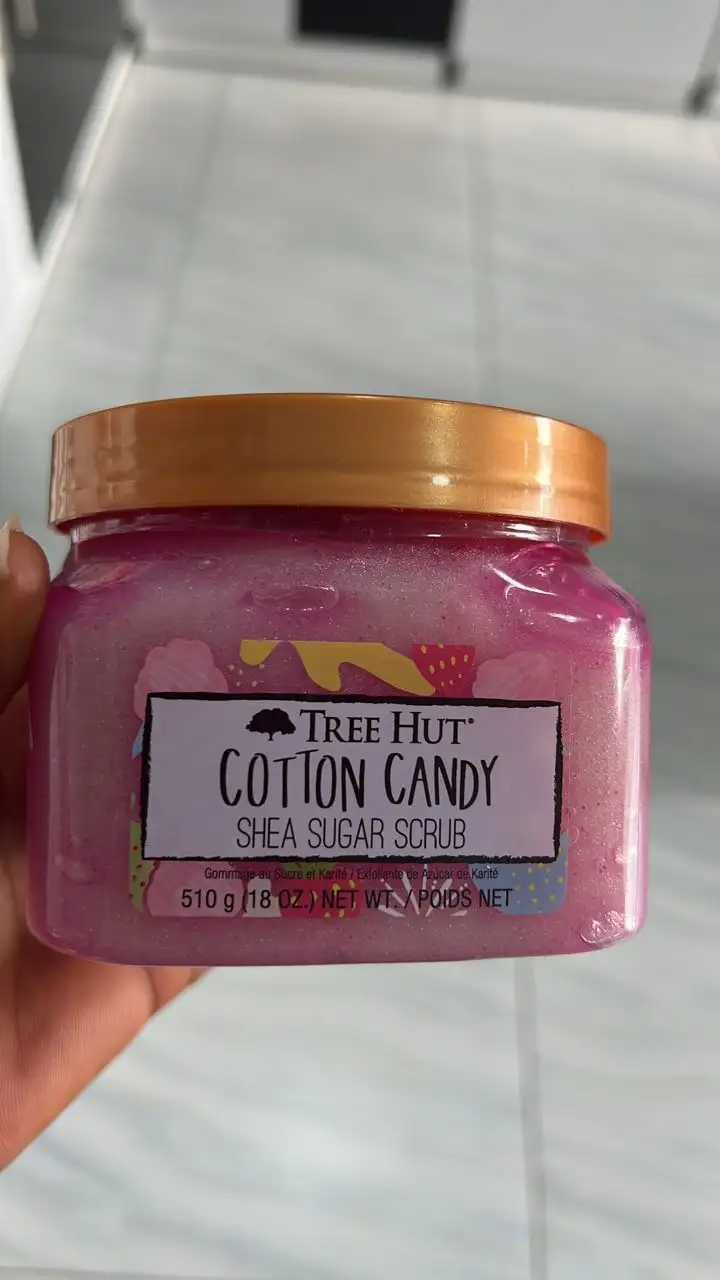 TREE HUT®
COTTON CANDY
SHEA SUGAR SCRUB
Gommage au Sucre et Karité / Exfoliante de Azúcar de Karité
510 g (18 OZ.) NET WT. / POIDS NET